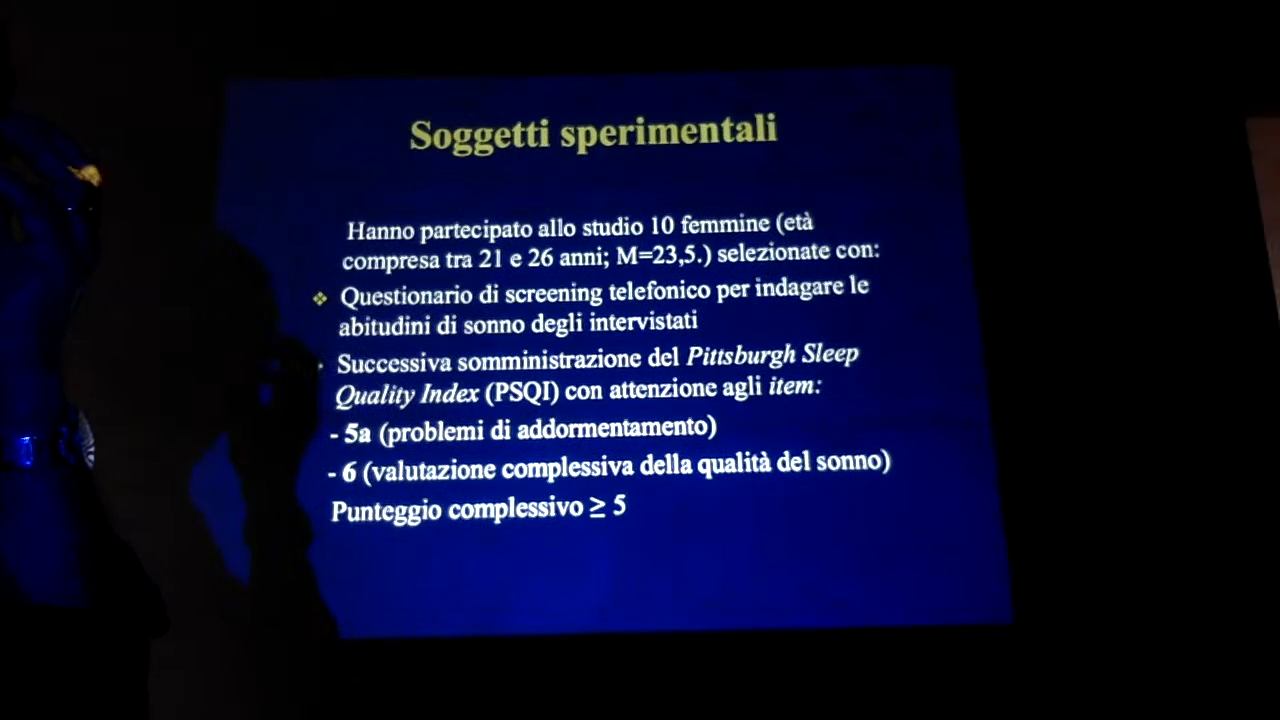 Soggetti sperimentali
Hanno partecipato allo studio 10 femmine (età
compresa tra 21 e 26 anni; M=23,5.) selezionate con:
Questionario di screening telefonico per indagare le
abitudini di sonno degli intervistati
Successiva somministrazione del Pittsburgh Sleep
Quality Index (PSQI) con attenzione agli item:
- 5a (problemi di addormentamento)
- 6 (valutazione complessiva della qualità del sonno)
Punteggio complessivo ≥ 5